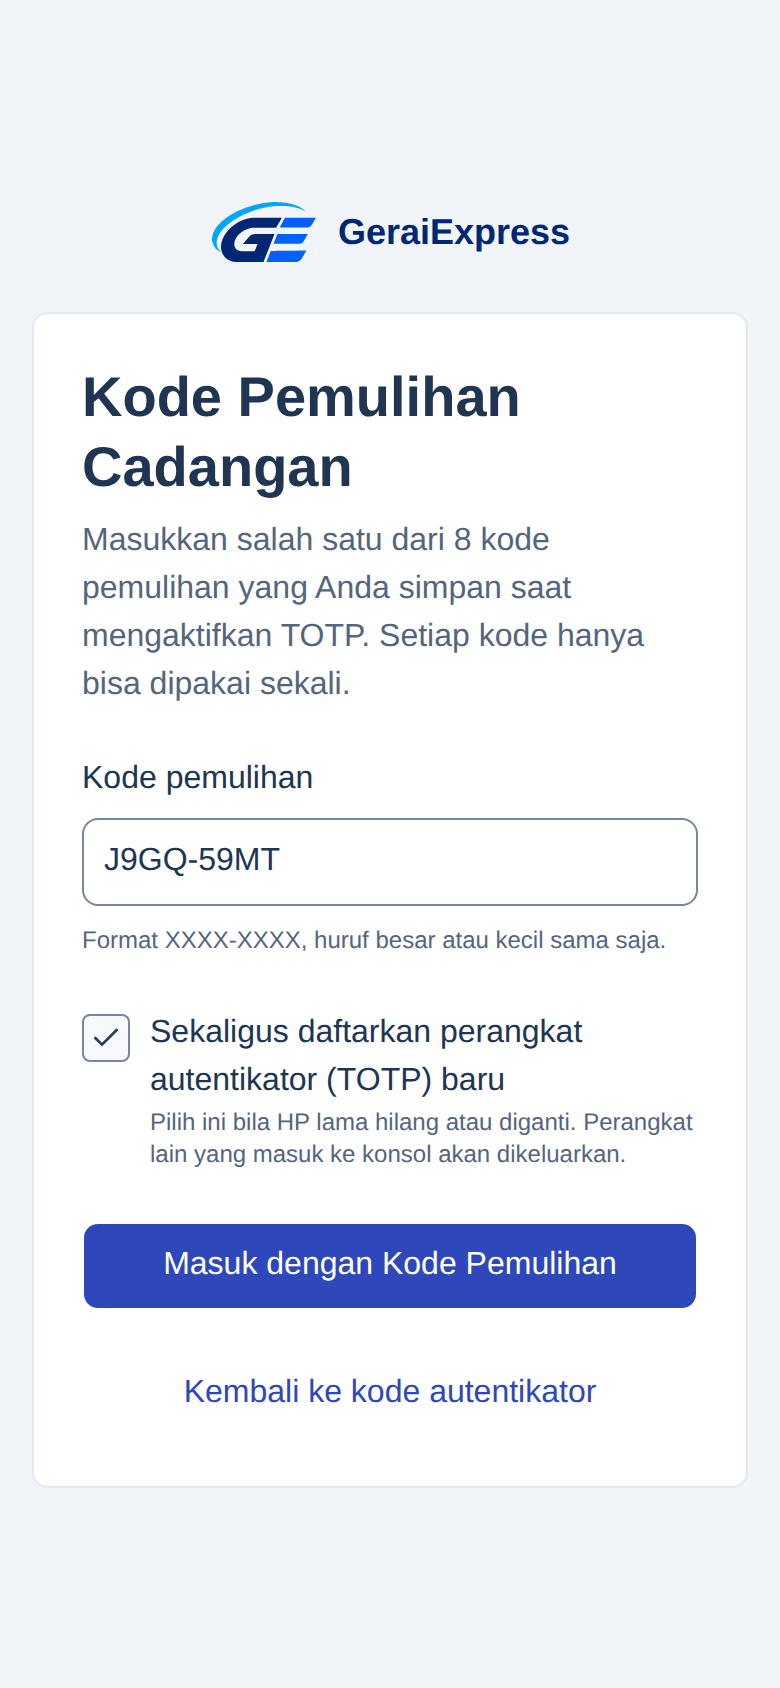 GE GeraiExpress
Kode Pemulihan
Cadangan
Masukkan salah satu dari 8 kode
pemulihan yang Anda simpan saat
mengaktifkan TOTP. Setiap kode hanya
bisa dipakai sekali.
Kode pemulihan
J9GQ-59MT
Format XXXX-XXXX, huruf besar atau kecil sama saja.
Sekaligus daftarkan perangkat
autentikator (TOTP) baru
Pilih ini bila HP lama hilang atau diganti. Perangkat
lain yang masuk ke konsol akan dikeluarkan.
Masuk dengan Kode Pemulihan
Kembali ke kode autentikator